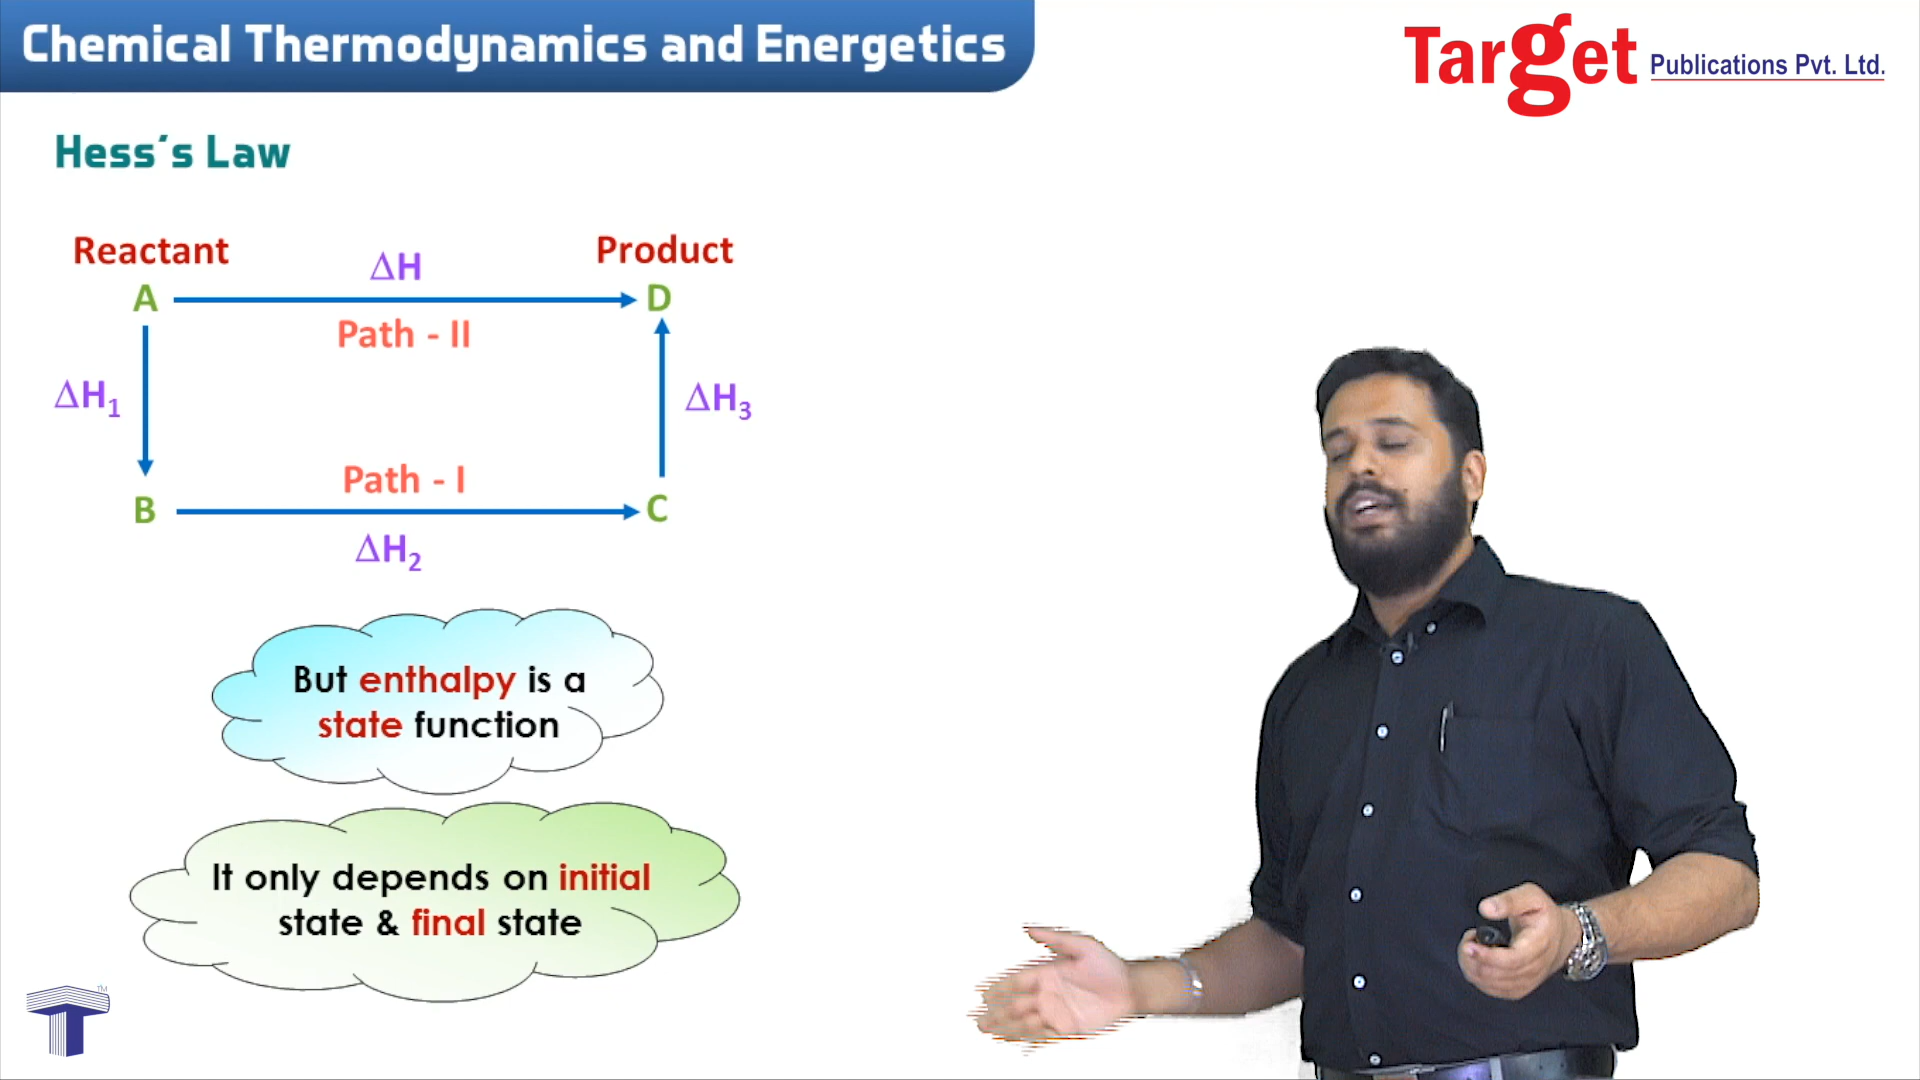 Chemical Thermodynamics and Energetics
Target Publications Pvt. Ltd.
Hess´s Law
Reactant
Product
ΔH
A
D
Path - II
ΔH₁
ΔH₃
Path - I
B
C
ΔH₂
But enthalpy is a
state function
It only depends on initial
state & final state
TM